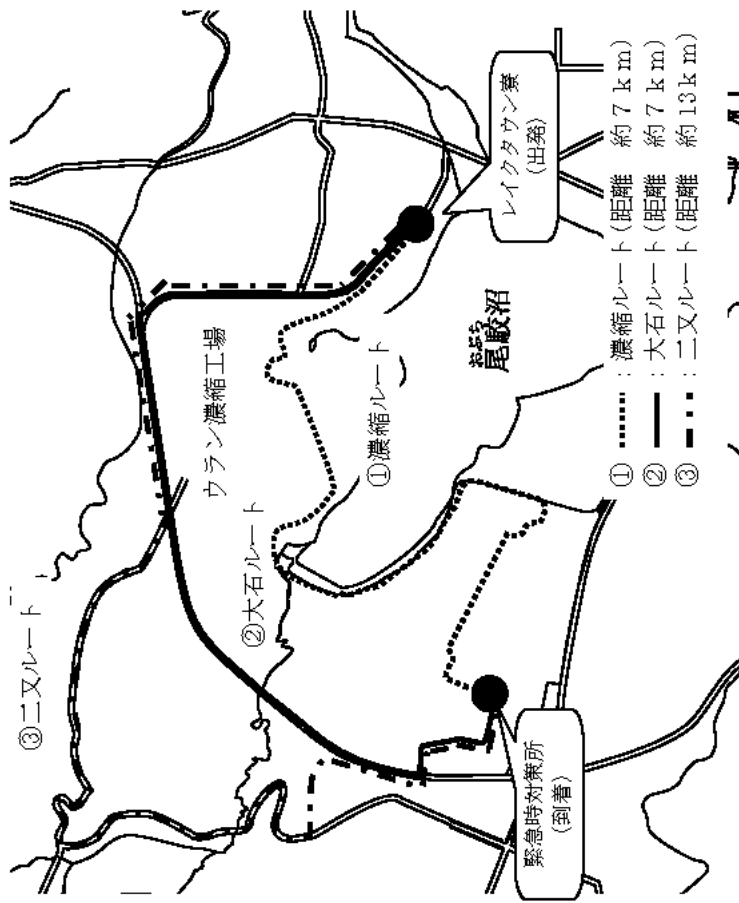 ③二又ルート
②大石ルート
ウラン濃縮工場
①濃縮ルート
おぶち
尾駮沼
レイクタウン寮
(出発)
緊急時対策所
(到着)
① : 濃縮ルート(距離 約7km)
② : 大石ルート(距離 約7km)
③ : 二又ルート(距離 約13km)